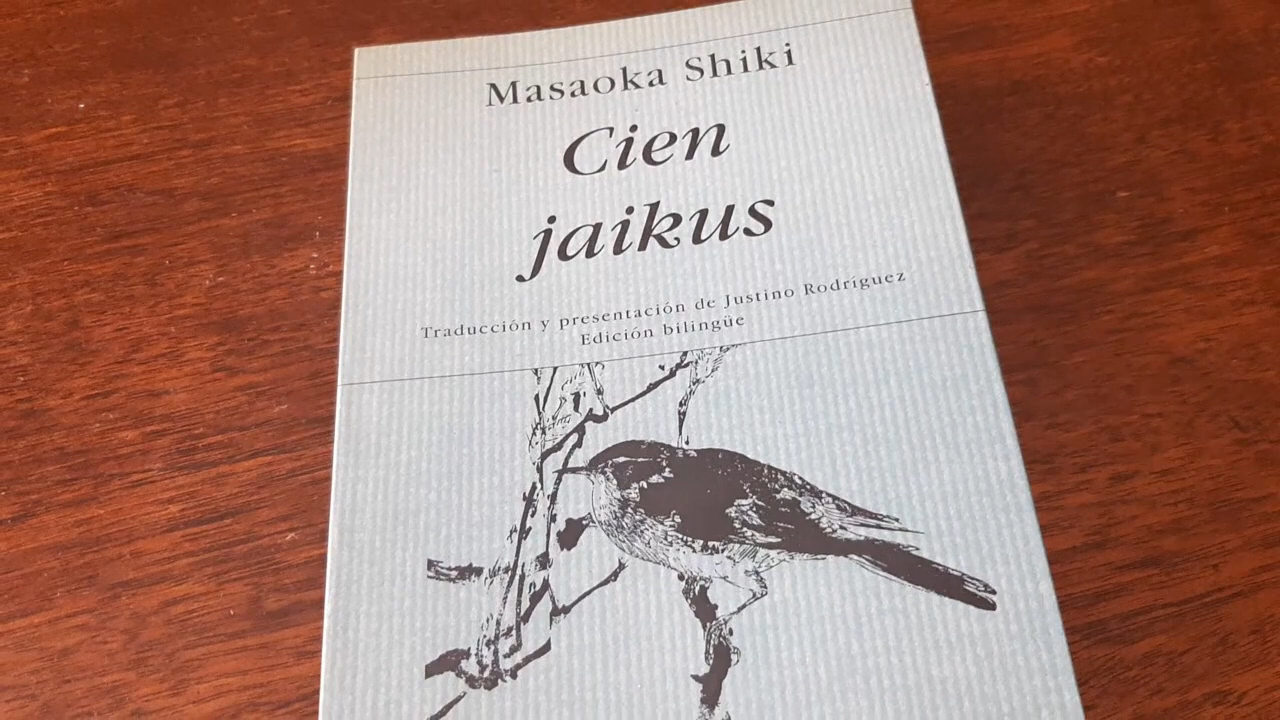 Masaoka Shiki
Cien
jaikus
Traducción y presentación de Justino Rodríguez
Edición bilingüe